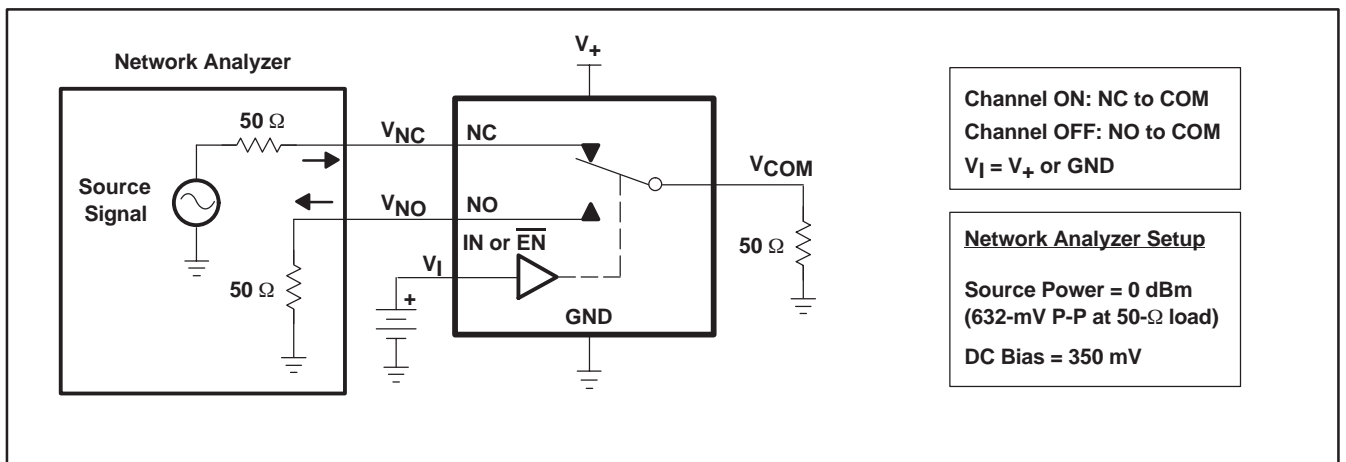 V+
Network Analyzer
50 Ω
VNC
NC
Source
Signal
VNO
NO
50 Ω
IN or E̅N̅
VI
+
GND
VCOM
50 Ω
Channel ON: NC to COM
Channel OFF: NO to COM
VI = V+ or GND
Network Analyzer Setup
Source Power = 0 dBm
(632-mV P-P at 50-Ω load)
DC Bias = 350 mV